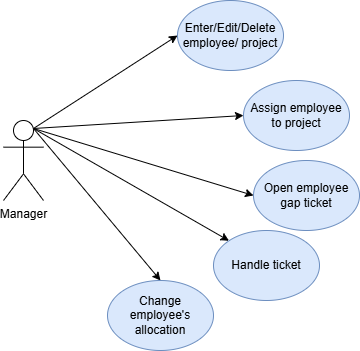 Enter/Edit/Delete
employee/ project
Assign employee
to project
Open employee
gap ticket
Manager
Handle ticket
Change
employee's
allocation